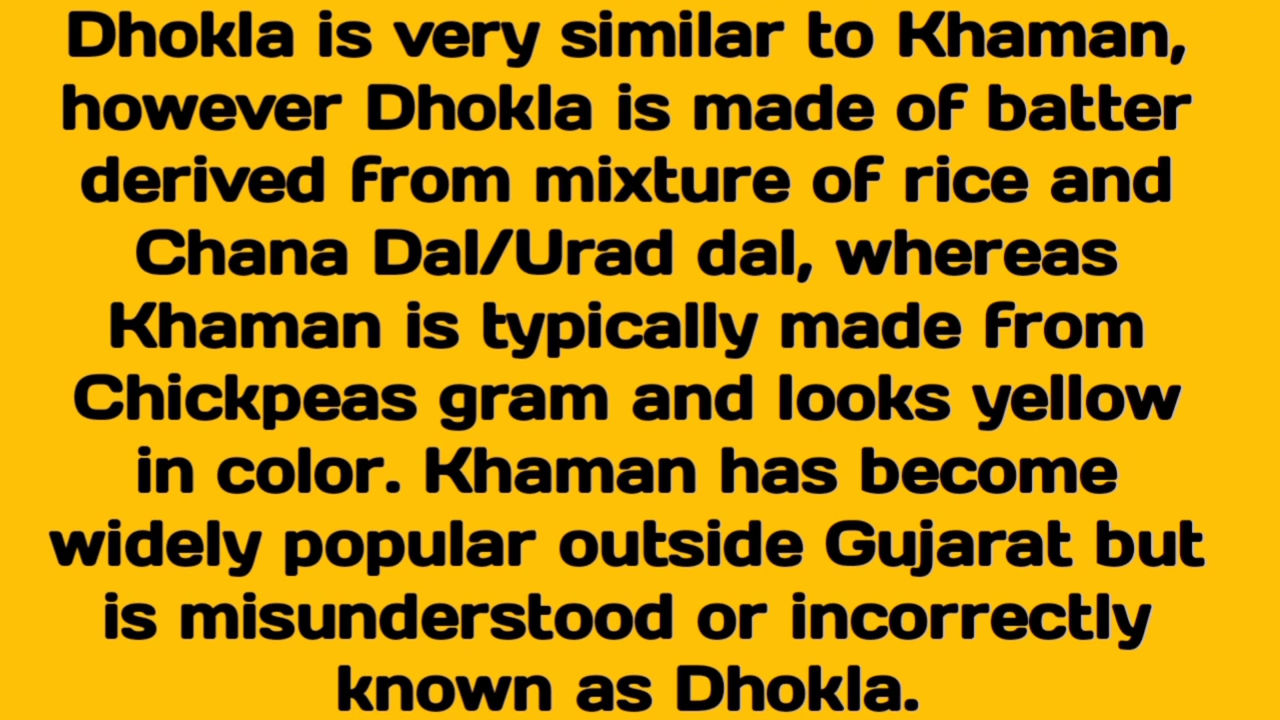 Dhokla is very similar to Khaman,
however Dhokla is made of batter
derived from mixture of rice and
Chana Dal/Urad dal, whereas
Khaman is typically made from
Chickpeas gram and looks yellow
in color. Khaman has become
widely popular outside Gujarat but
is misunderstood or incorrectly
known as Dhokla.